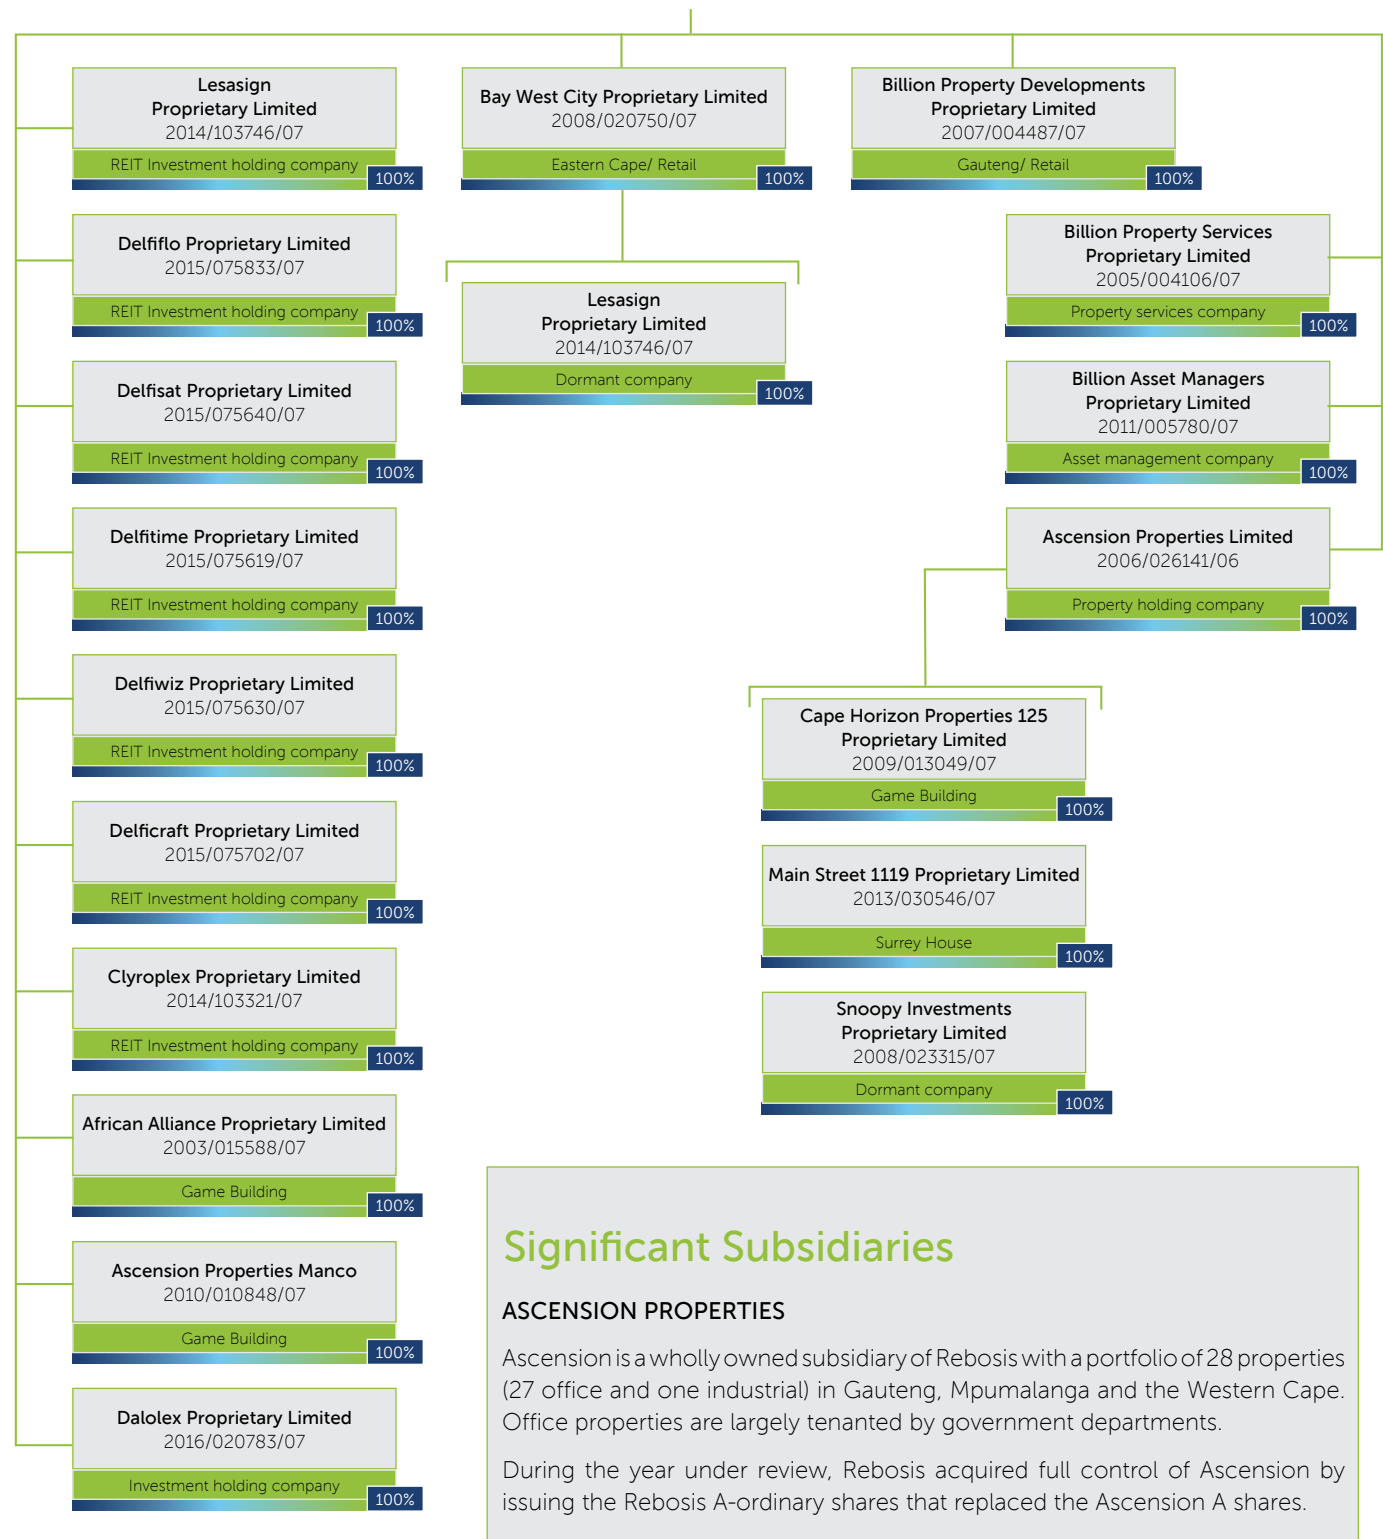 Lesasign
Proprietary Limited
2014/103746/07
REIT Investment holding company
100%
Delfiflo Proprietary Limited
2015/075833/07
REIT Investment holding company
100%
Delfisat Proprietary Limited
2015/075640/07
REIT Investment holding company
100%
Delfitime Proprietary Limited
2015/075619/07
REIT Investment holding company
100%
Delfiwiz Proprietary Limited
2015/075630/07
REIT Investment holding company
100%
Delficraft Proprietary Limited
2015/075702/07
REIT Investment holding company
100%
Clyroplex Proprietary Limited
2014/103321/07
REIT Investment holding company
100%
African Alliance Proprietary Limited
2003/015588/07
Game Building
100%
Ascension Properties Manco
2010/010848/07
Game Building
100%
Dalolex Proprietary Limited
2016/020783/07
Investment holding company
100%
Bay West City Proprietary Limited
2008/020750/07
Eastern Cape/ Retail
100%
Lesasign
Proprietary Limited
2014/103746/07
Dormant company
100%
Billion Property Developments
Proprietary Limited
2007/004487/07
Gauteng/ Retail
100%
Billion Property Services
Proprietary Limited
2005/004106/07
Property services company
100%
Billion Asset Managers
Proprietary Limited
2011/005780/07
Asset management company
100%
Ascension Properties Limited
2006/026141/06
Property holding company
100%
Cape Horizon Properties 125
Proprietary Limited
2009/013049/07
Game Building
100%
Main Street 1119 Proprietary Limited
2013/030546/07
Surrey House
100%
Snoopy Investments
Proprietary Limited
2008/023315/07
Dormant company
100%
Significant Subsidiaries
ASCENSION PROPERTIES
Ascension is a wholly owned subsidiary of Rebosis with a portfolio of 28 properties
(27 office and one industrial) in Gauteng, Mpumalanga and the Western Cape.
Office properties are largely tenanted by government departments.
During the year under review, Rebosis acquired full control of Ascension by
issuing the Rebosis A-ordinary shares that replaced the Ascension A shares.